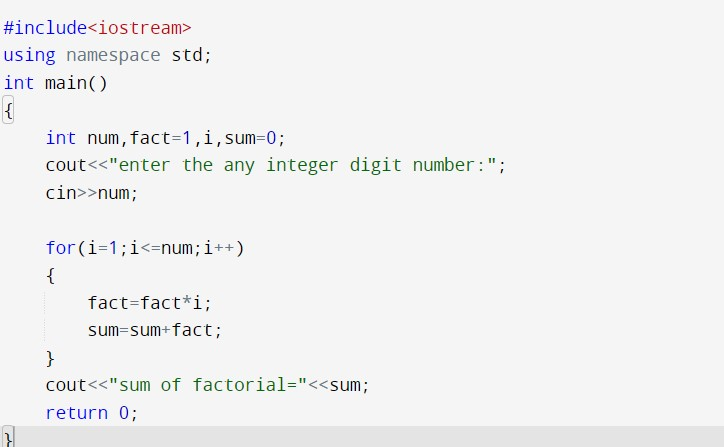 #include<iostream>
using namespace std;
int main()
{
int num,fact=1,i,sum=0;
cout<<"enter the any integer digit number:";
cin>>num;
for(i=1;i<=num;i++)
{
fact=fact*i;
sum=sum+fact;
}
cout<<"sum of factorial="<<sum;
return 0;
}